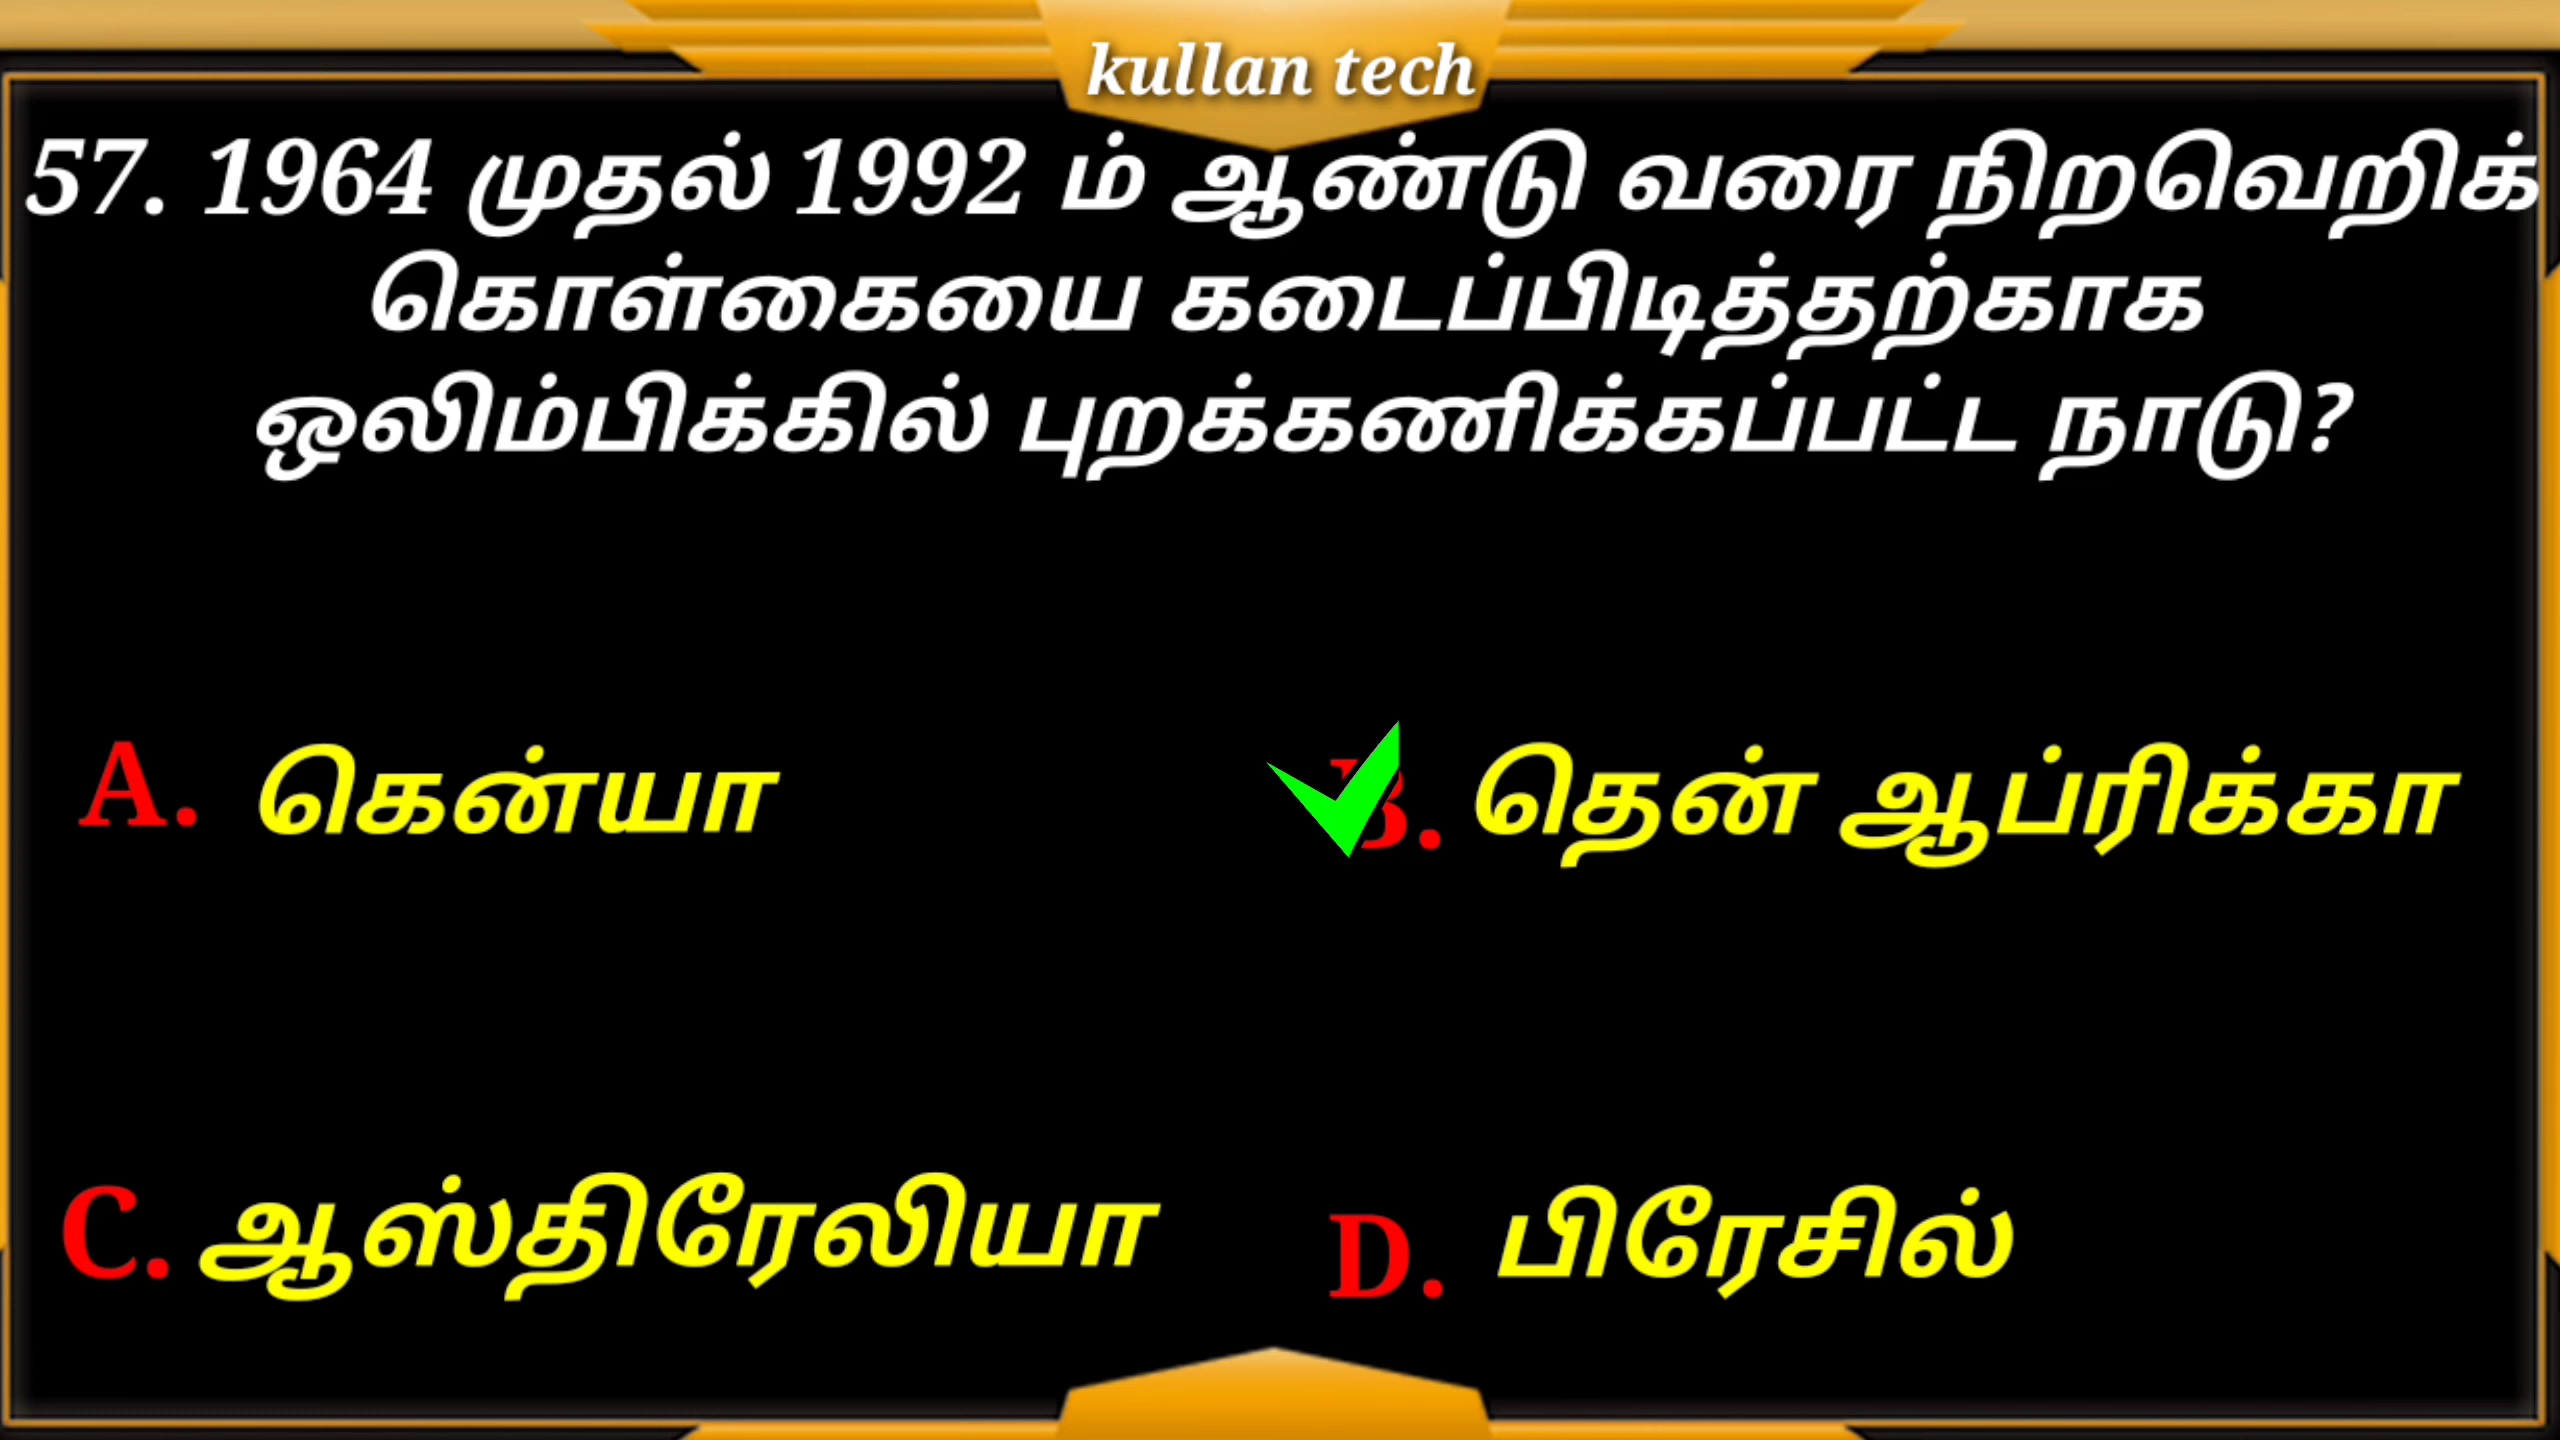 kullan tech
57. 1964 முதல் 1992 ம் ஆண்டு வரை நிறவெறிக்
கொள்கையை கடைப்பிடித்தற்காக
ஒலிம்பிக்கில் புறக்கணிக்கப்பட்ட நாடு?
A. கென்யா
B. தென் ஆப்ரிக்கா
C. ஆஸ்திரேலியா
D. பிரேசில்